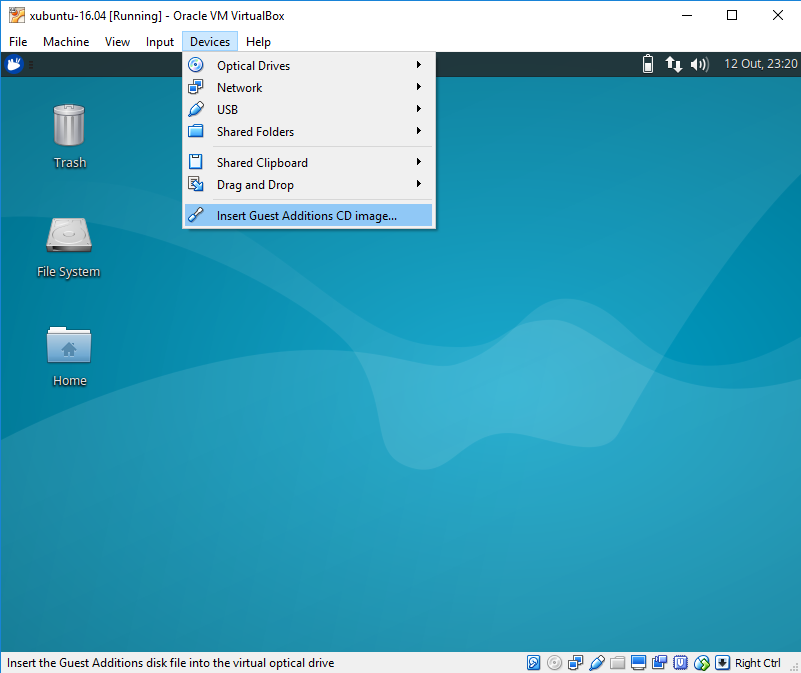 xubuntu-16.04 [Running] - Oracle VM VirtualBox
File Machine View Input Devices Help
12 Out, 23:20
Optical Drives
Network
USB
Shared Folders
Shared Clipboard
Drag and Drop
Insert Guest Additions CD image...
Trash
File System
Home
Insert the Guest Additions disk file into the virtual optical drive
Right Ctrl